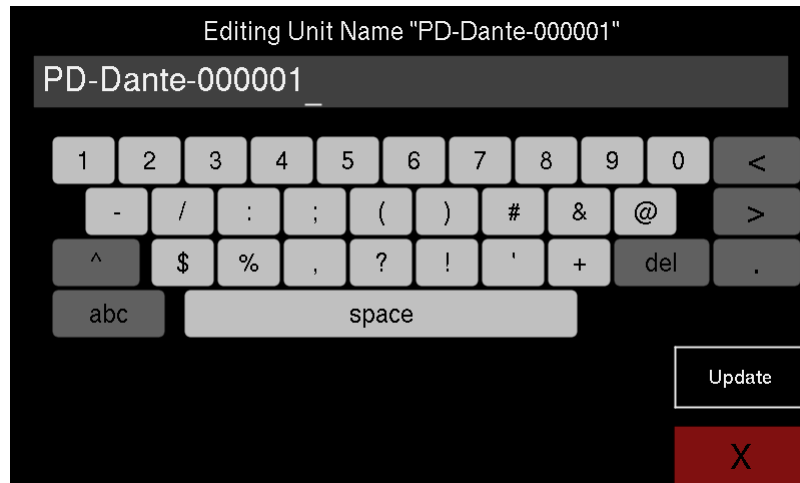 Editing Unit Name "PD-Dante-000001"
PD-Dante-000001_
1 2 3 4 5 6 7 8 9 0 <
- / : ; ( ) # & @ >
^ $ % , ? ! ' + del .
abc space
Update
X